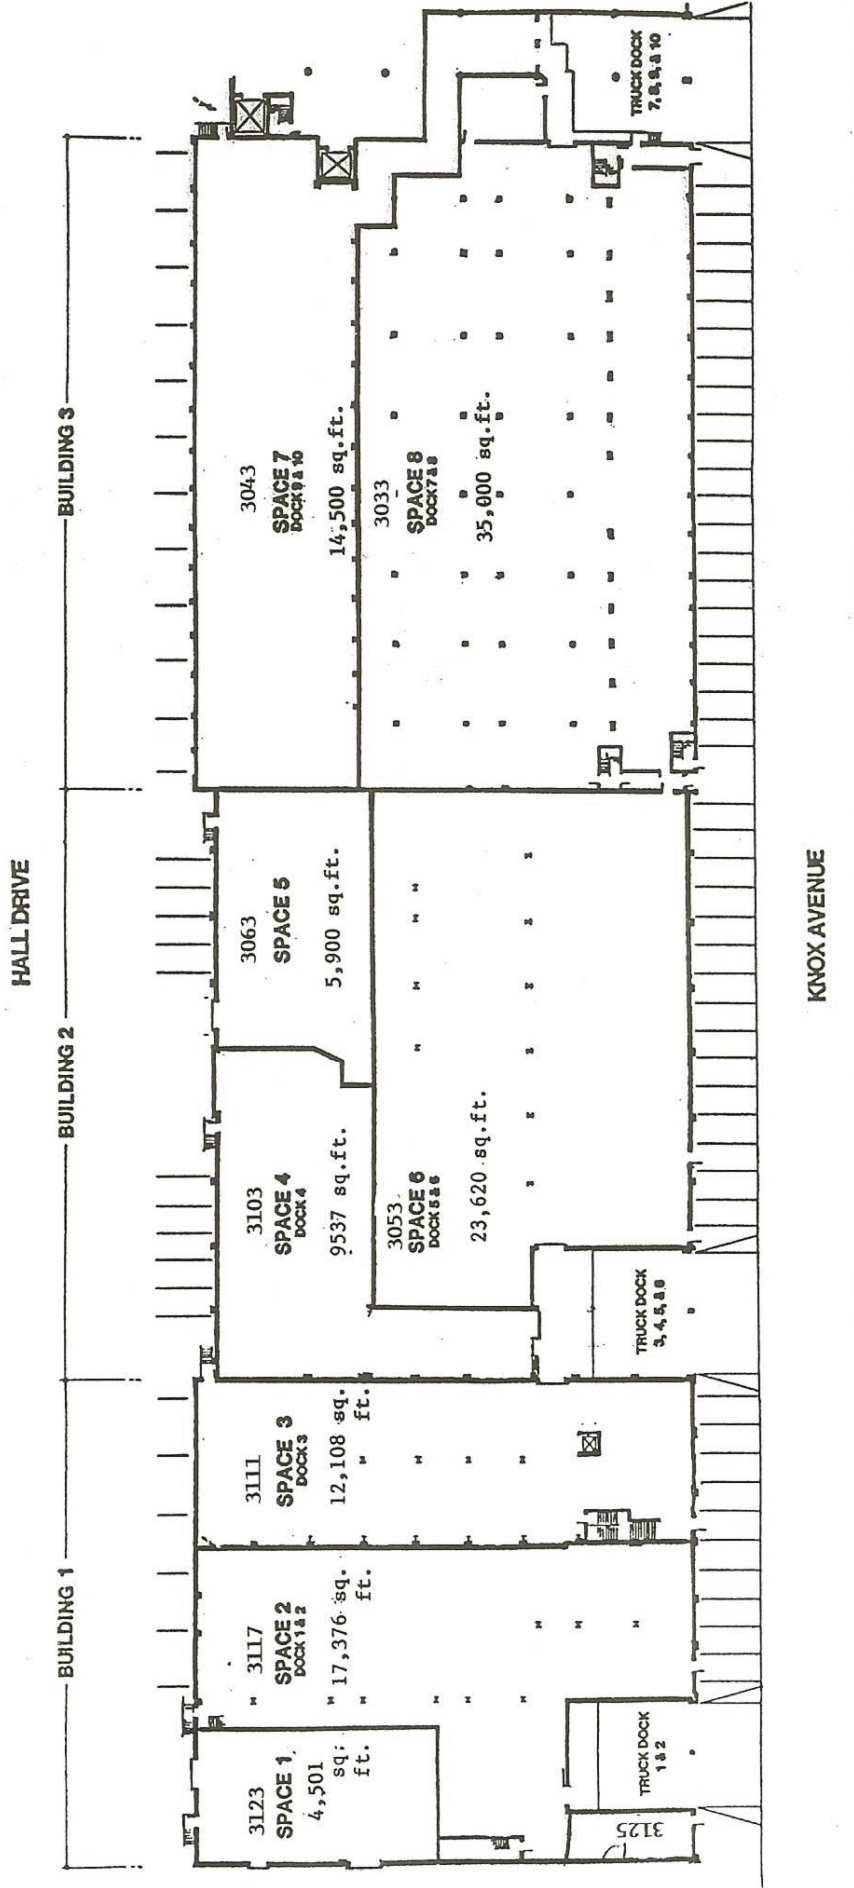 HALL DRIVE
BUILDING 1
BUILDING 2
BUILDING 3
3123
SPACE 1
4,501
sq.
ft.
3117
SPACE 2
DOCK 1 & 2
17,376 sq.
ft.
3111
SPACE 3
DOCK 3
12,108 sq.
ft.
3103
SPACE 4
DOCK 4
9537 sq.ft.
3063
SPACE 5
5,900 sq.ft.
3053
SPACE 6
DOCK 5 & 6
23,620 sq.ft.
3043
SPACE 7
DOCK 9 & 10
14,500 sq.ft.
3033
SPACE 8
DOCK 7 & 8
35,000 sq.ft.
3125
TRUCK DOCK
1 & 2
TRUCK DOCK
3, 4, 5, & 6
TRUCK DOCK
7, 8, 9, & 10
KNOX AVENUE